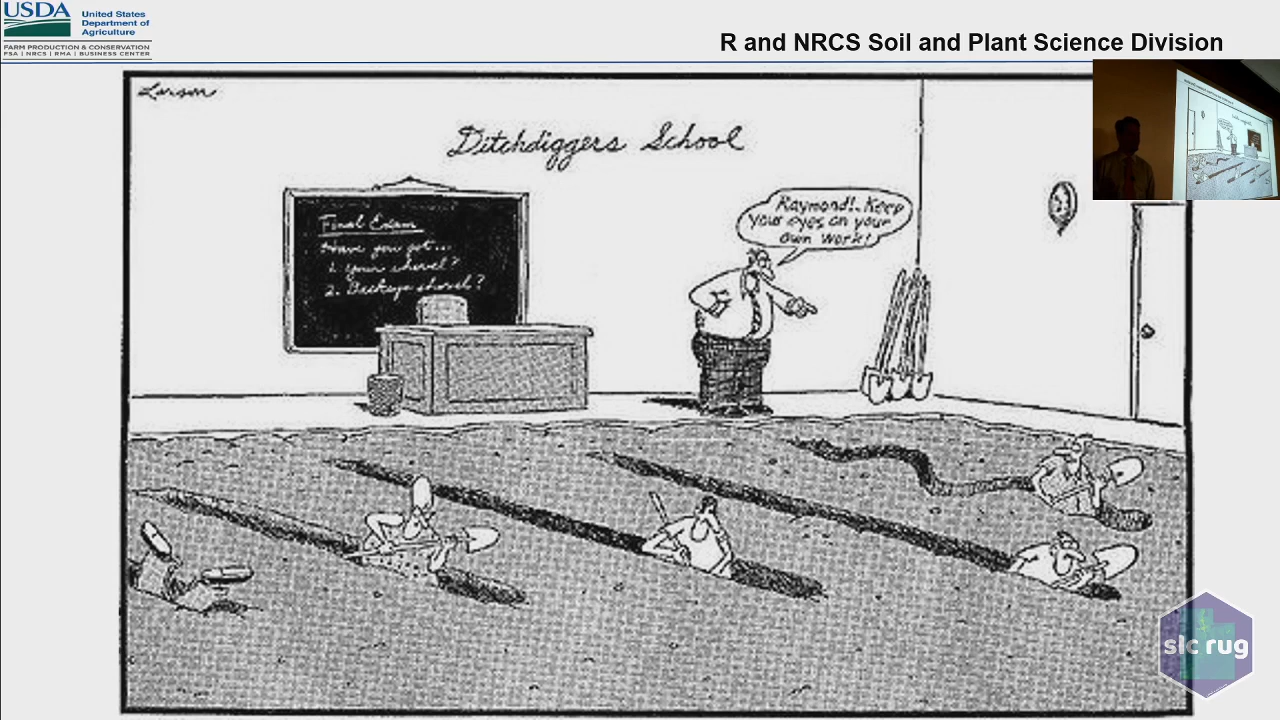 USDA
United States
Department of
Agriculture
FARM PRODUCTION & CONSERVATION
FSA | NRCS | RMA | BUSINESS CENTER
R and NRCS Soil and Plant Science Division
Larson
Ditchdiggers School
Final Exam
Have you got...
1. your shovel?
2. Backup shovel?
Raymond! Keep
your eyes on your
own work!
slc rug